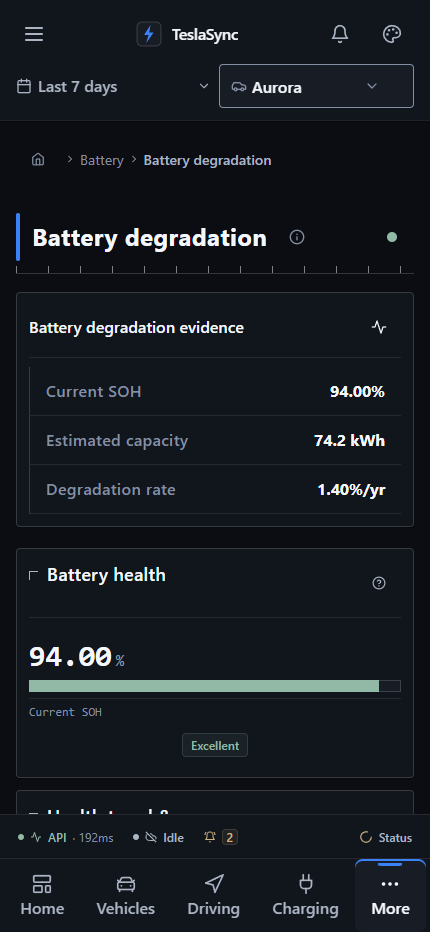 TeslaSync
Last 7 days
Aurora
Battery
Battery degradation
Battery degradation
Battery degradation evidence
Current SOH 94.00%
Estimated capacity 74.2 kWh
Degradation rate 1.40%/yr
Battery health
94.00 %
Current SOH
Excellent
API · 192ms Idle 2 Status
Home Vehicles Driving Charging More